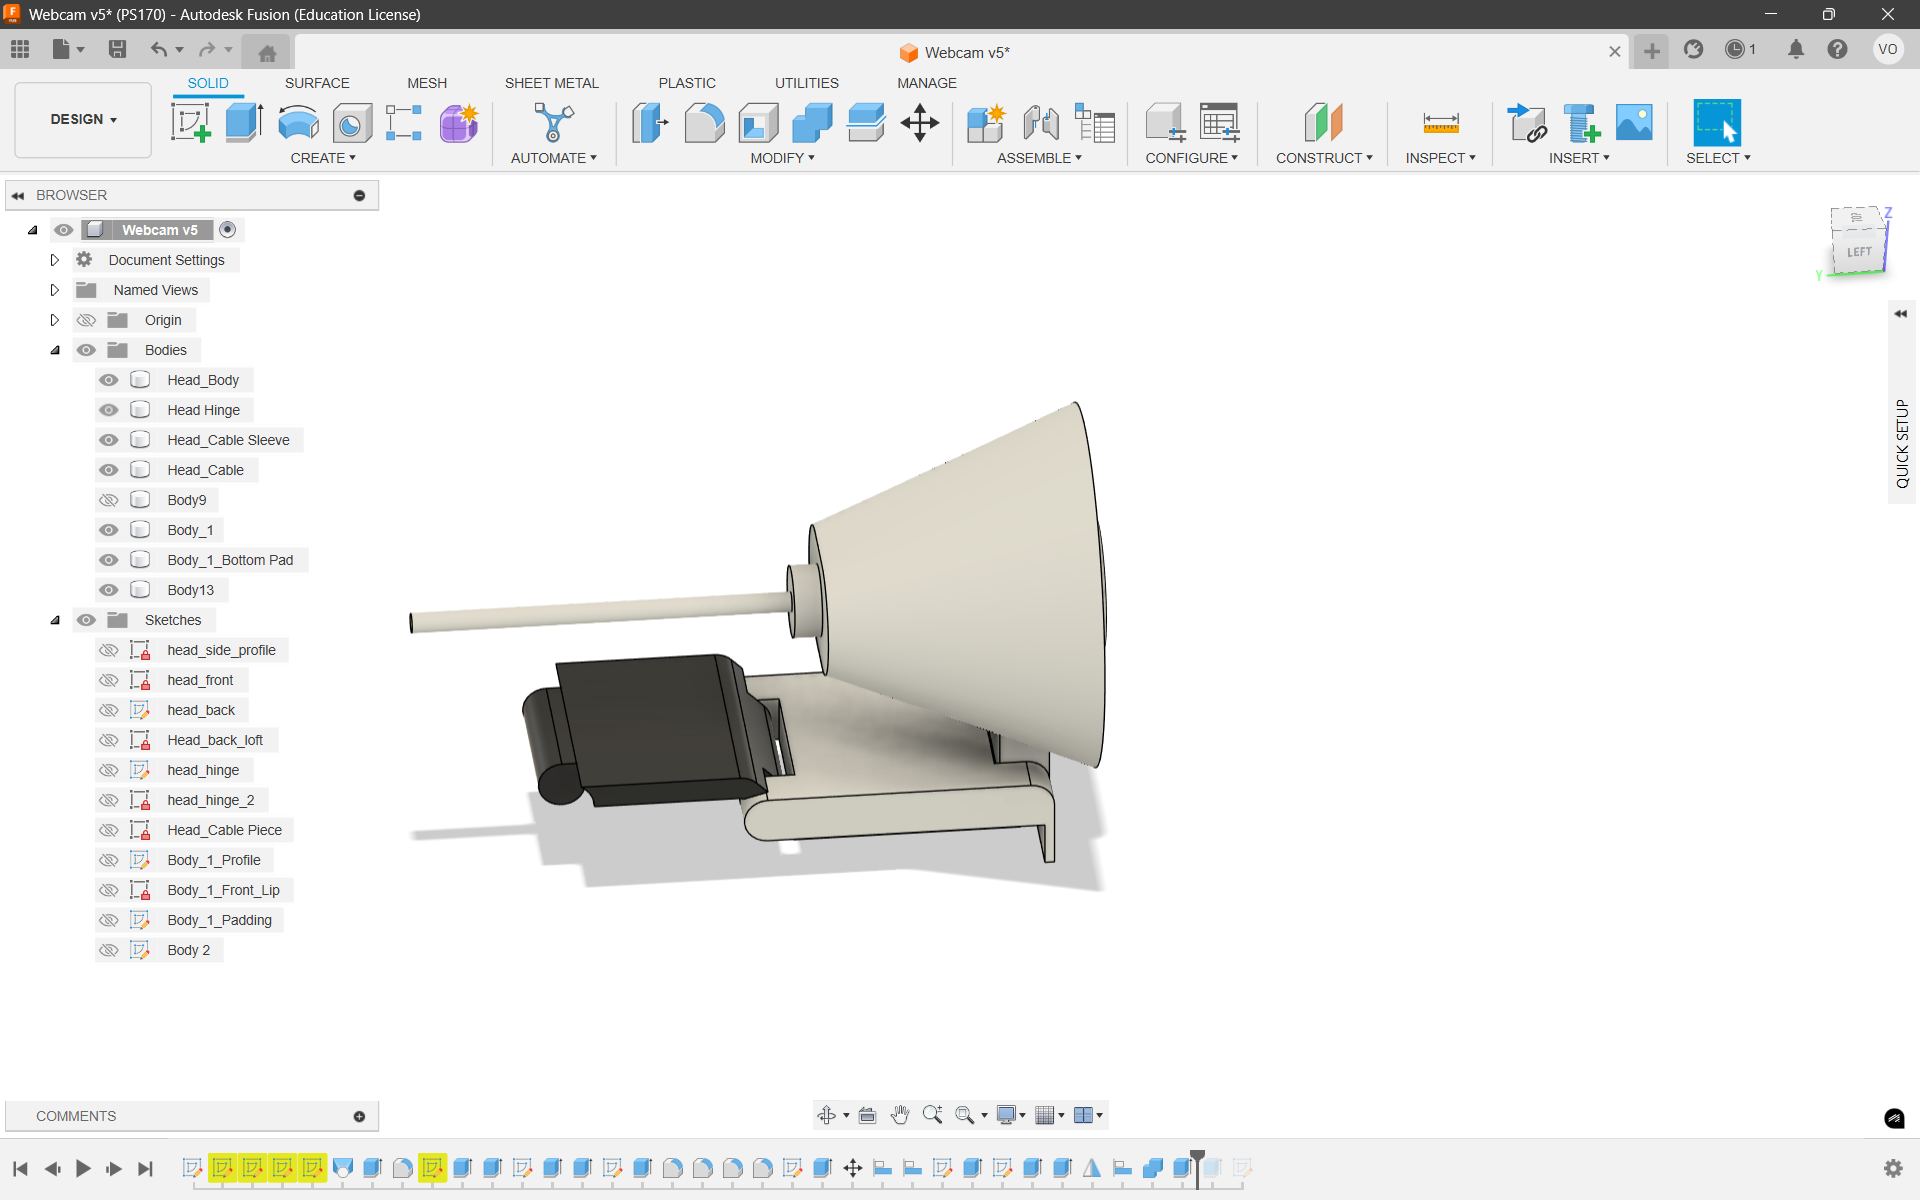 Webcam v5* (PS170) - Autodesk Fusion (Education License)
Webcam v5*
1
VO
SOLID SURFACE MESH SHEET METAL PLASTIC UTILITIES MANAGE
DESIGN
CREATE AUTOMATE MODIFY ASSEMBLE CONFIGURE CONSTRUCT INSPECT INSERT SELECT
BROWSER
Webcam v5
Document Settings
Named Views
Origin
Bodies
Head_Body
Head Hinge
Head_Cable Sleeve
Head_Cable
Body9
Body_1
Body_1_Bottom Pad
Body13
Sketches
head_side_profile
head_front
head_back
Head_back_loft
head_hinge
head_hinge_2
Head_Cable Piece
Body_1_Profile
Body_1_Front_Lip
Body_1_Padding
Body 2
Z
LEFT
Y
QUICK SETUP
COMMENTS